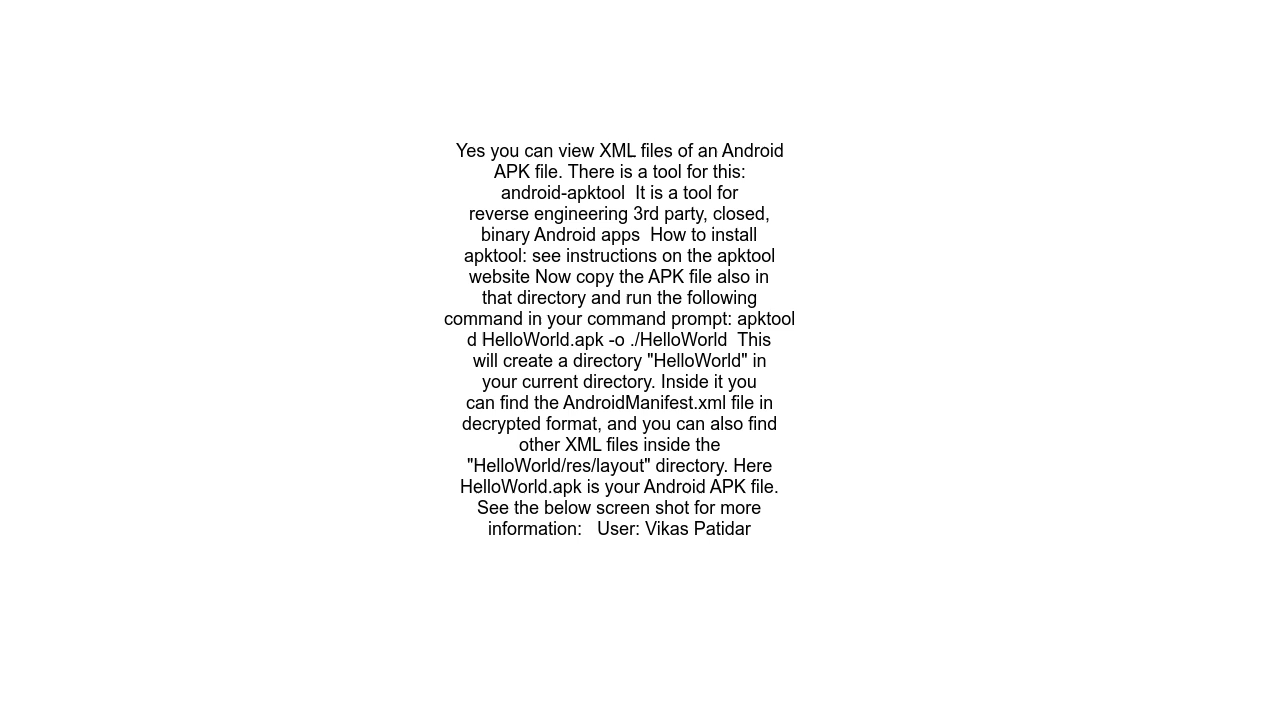 Yes you can view XML files of an Android
APK file. There is a tool for this:
android-apktool  It is a tool for
reverse engineering 3rd party, closed,
binary Android apps  How to install
apktool: see instructions on the apktool
website Now copy the APK file also in
that directory and run the following
command in your command prompt: apktool
d HelloWorld.apk -o ./HelloWorld  This
will create a directory "HelloWorld" in
your current directory. Inside it you
can find the AndroidManifest.xml file in
decrypted format, and you can also find
other XML files inside the
"HelloWorld/res/layout" directory. Here
HelloWorld.apk is your Android APK file.
See the below screen shot for more
information:   User: Vikas Patidar